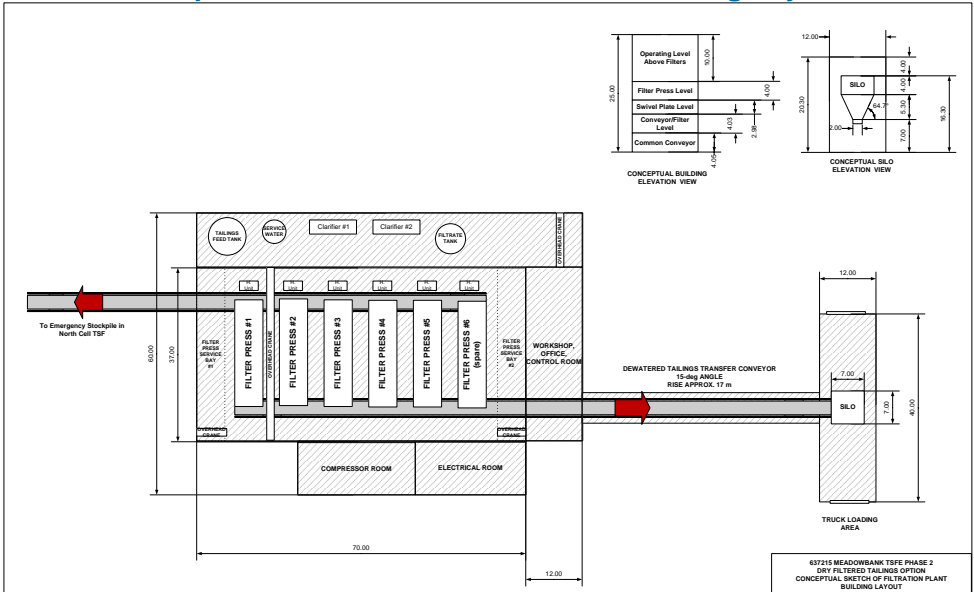 12.00
25.00
Operating Level
Above Filters
10.00
Filter Press Level
4.00
Swivel Plate Level
Conveyor/Filter
Level
4.03
2.98
Common Conveyor
4.05
CONCEPTUAL BUILDING
ELEVATION VIEW
20.30
SILO
64.7°
2.00
4.00
4.00
5.30
7.00
16.30
CONCEPTUAL SILO
ELEVATION VIEW
TAILINGS
FEED TANK
SERVICE
WATER
Clarifier #1
Clarifier #2
FILTRATE
TANK
OVERHEAD CRANE
H.
Unit
H.
Unit
H.
Unit
H.
Unit
H.
Unit
H.
Unit
To Emergency Stockpile in
North Cell TSF
60.00
37.00
FILTER
PRESS
SERVICE
BAY
#1
FILTER PRESS #1
OVERHEAD CRANE
FILTER PRESS #2
FILTER PRESS #3
FILTER PRESS #4
FILTER PRESS #5
FILTER PRESS #6
(spare)
FILTER
PRESS
SERVICE
BAY
#2
WORKSHOP,
OFFICE,
CONTROL ROOM
OVERHEAD
CRANE
OVERHEAD
CRANE
DEWATERED TAILINGS TRANSFER CONVEYOR
15-deg ANGLE
RISE APPROX. 17 m
12.00
7.00
SILO
7.00
40.00
TRUCK LOADING
AREA
COMPRESSOR ROOM
ELECTRICAL ROOM
70.00
12.00
637215 MEADOWBANK TSFE PHASE 2
DRY FILTERED TAILINGS OPTION
CONCEPTUAL SKETCH OF FILTRATION PLANT
BUILDING LAYOUT